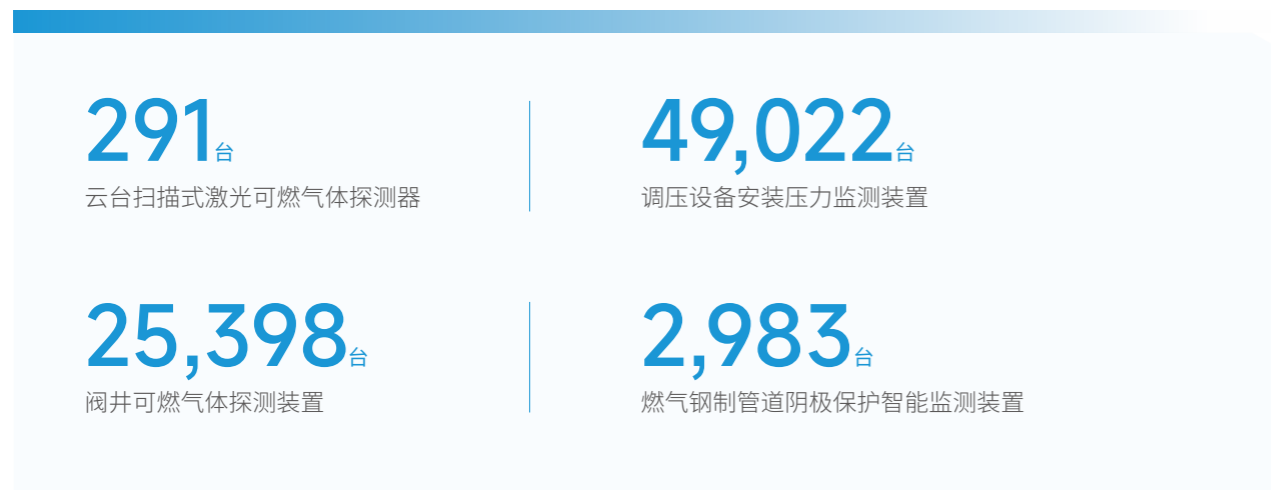 291台
云台扫描式激光可燃气体探测器
49,022台
调压设备安装压力监测装置
25,398台
阀井可燃气体探测装置
2,983台
燃气钢制管道阴极保护智能监测装置